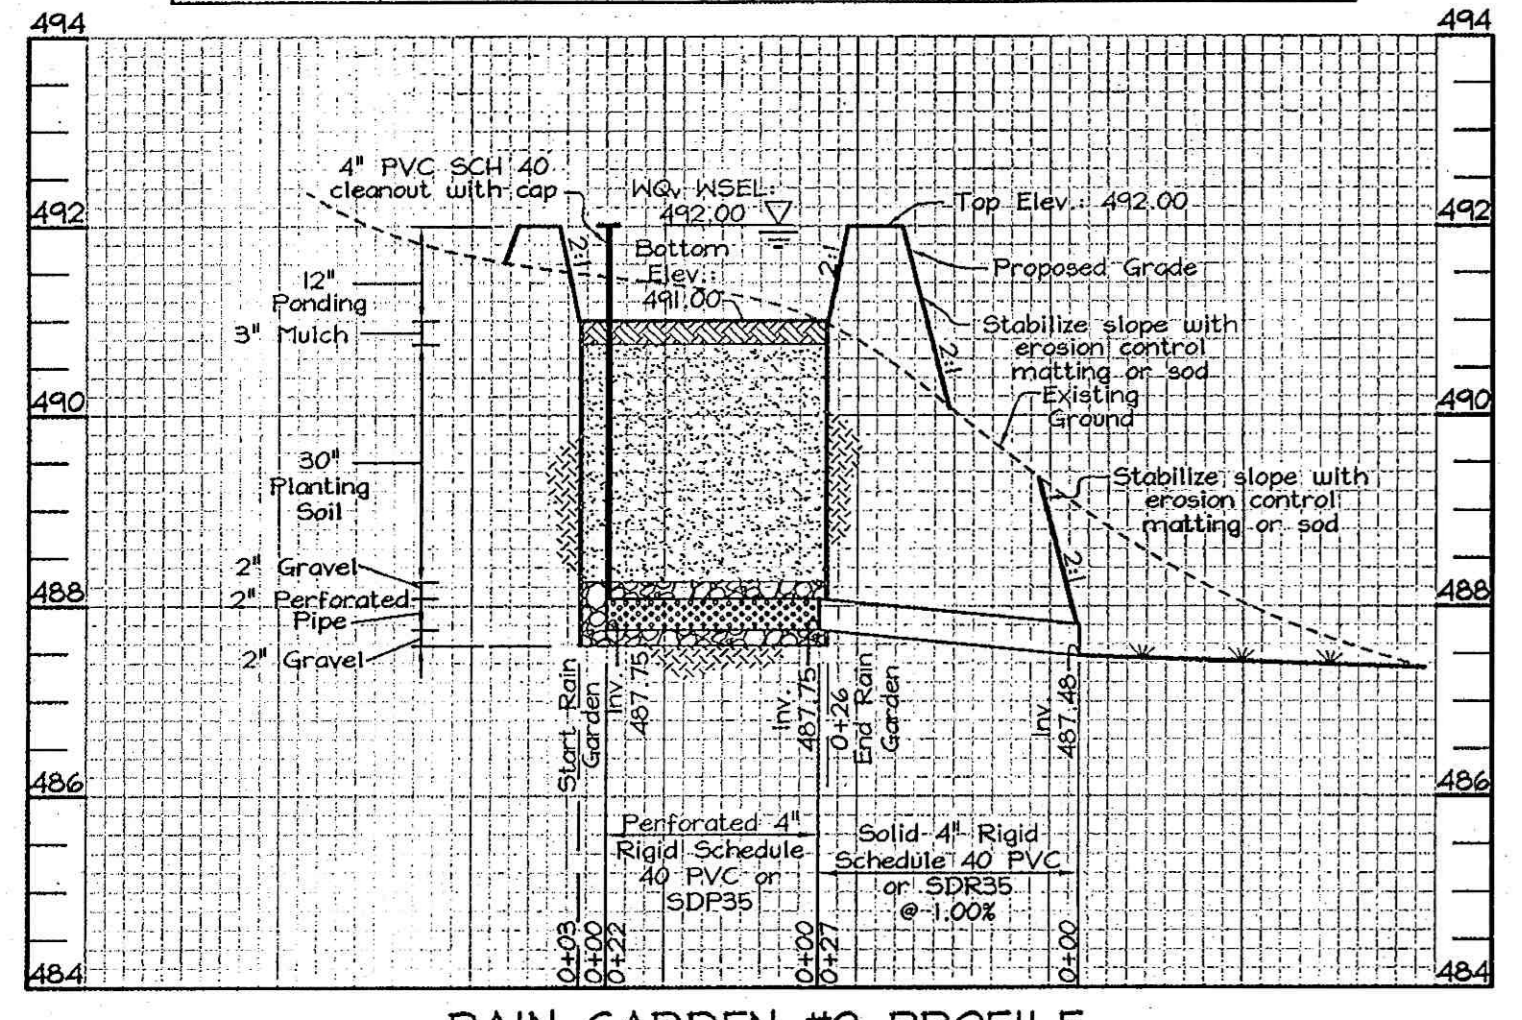 494
494
4" PVC SCH 40
cleanout with cap
WQv WSEL:
492.00
Top Elev.: 492.00
492
492
2:1
Bottom
Elev.:
491.00
2:1
Proposed Grade
12"
Ponding
3" Mulch
Stabilize slope with
erosion control
matting or sod
2:1
Existing
Ground
490
490
30"
Planting
Soil
Stabilize slope with
erosion control
matting or sod
2:1
2" Gravel
488
488
2" Perforated
Pipe
2" Gravel
Start Rain
Garden
Inv.
487.75
Inv.
487.75
0+26
End Rain
Garden
Inv.
487.48
486
486
Perforated 4"
Rigid Schedule
40 PVC or
SDP35
Solid 4" Rigid
Schedule 40 PVC
or SDR35
@ 1.00%
0+03
0+00
0+22
0+00
0+27
0+00
484
484
RAIN GARDEN PROFILE